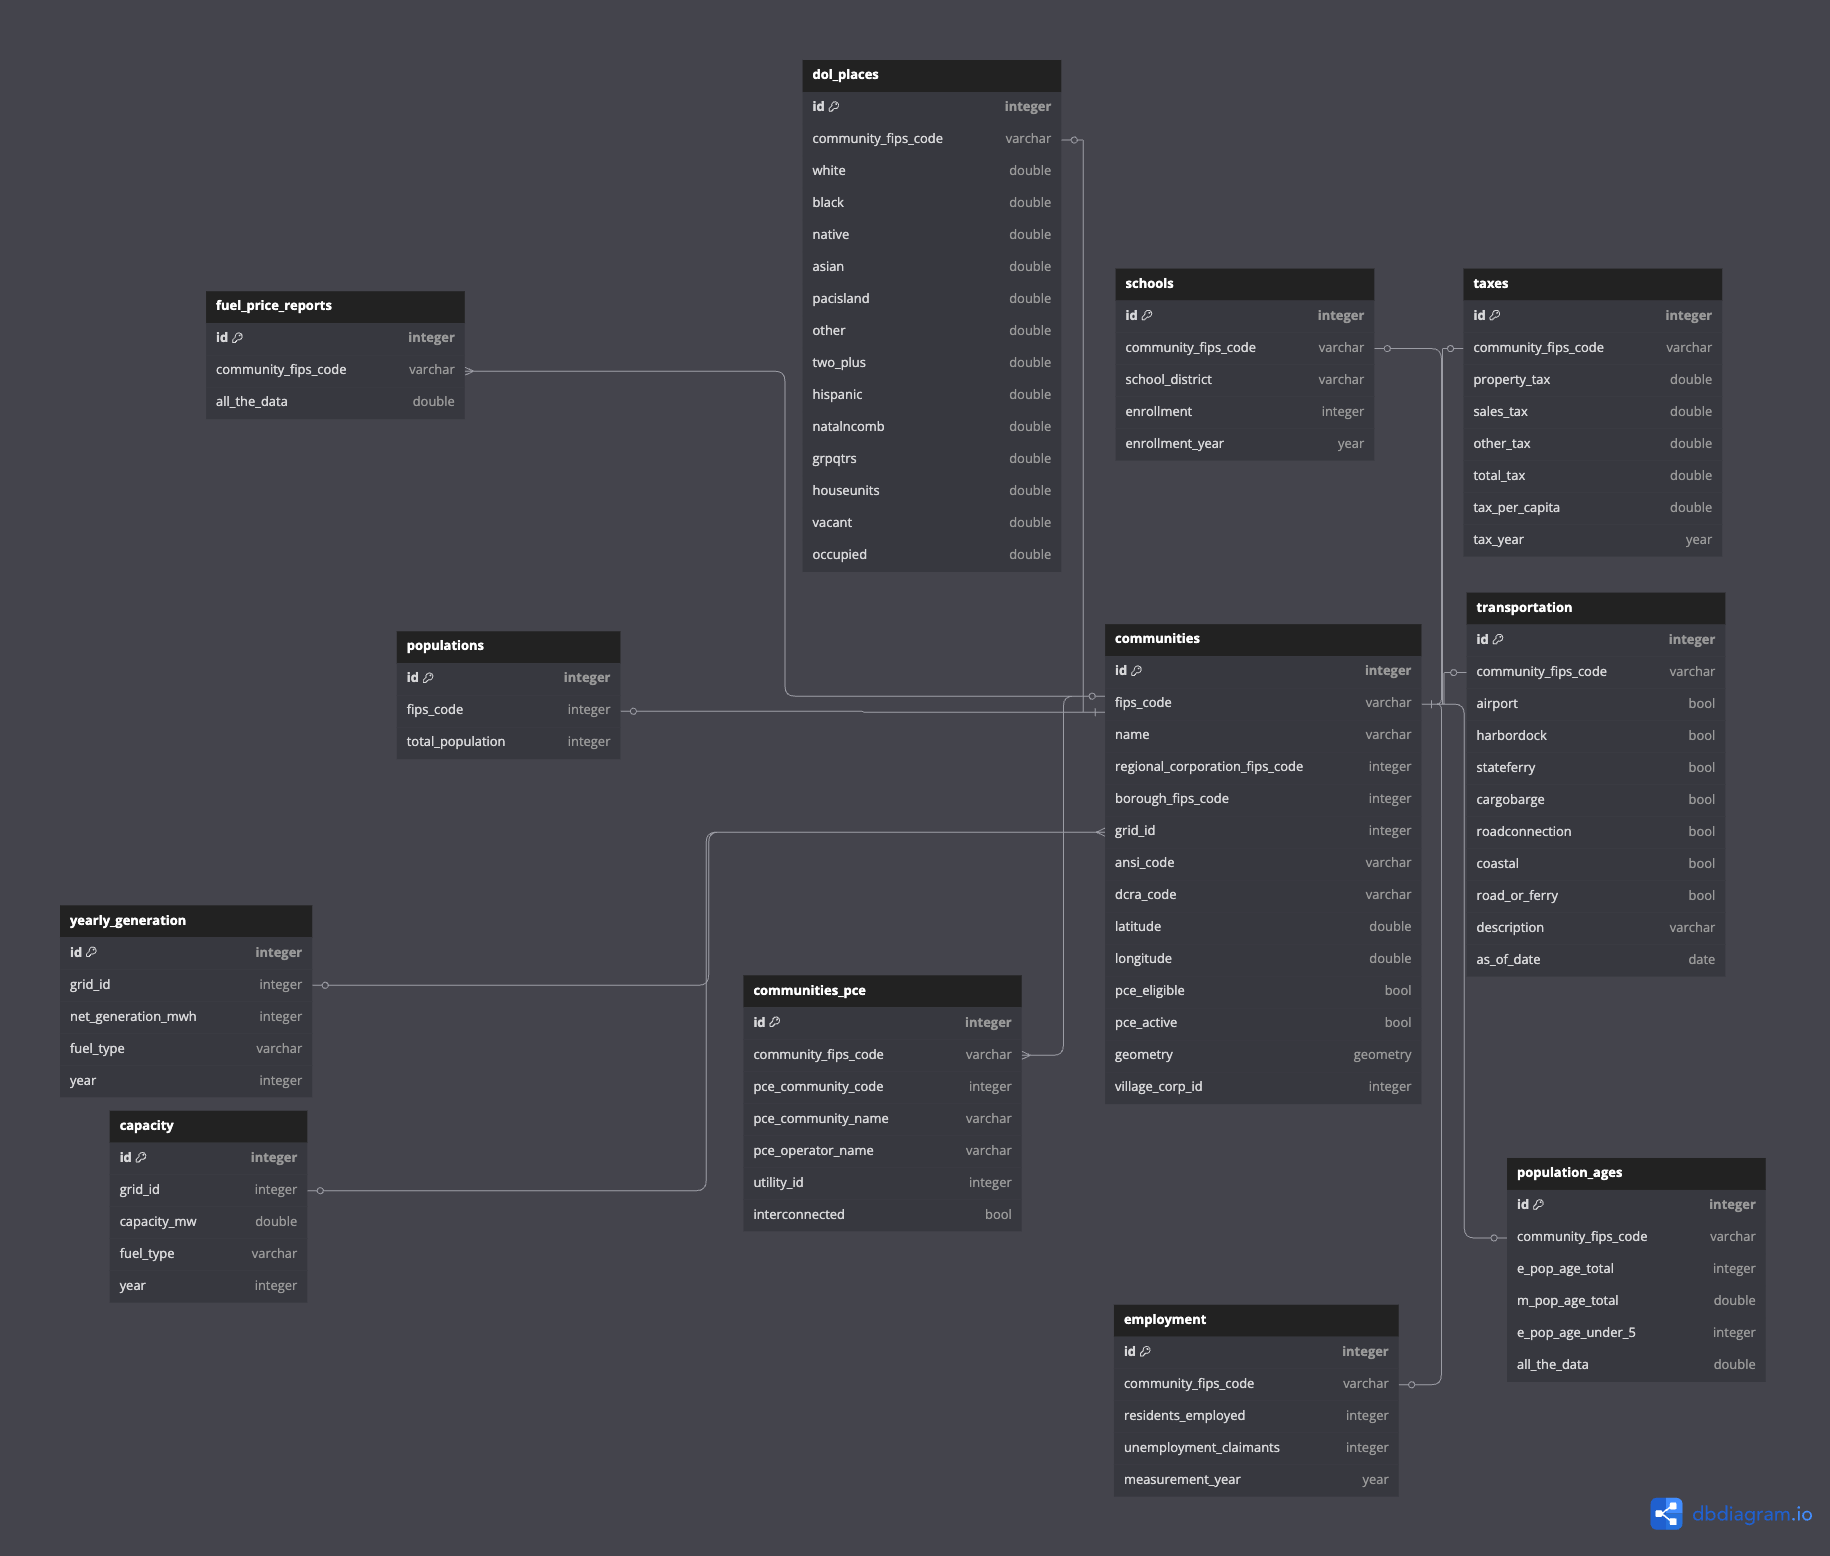 dol_places
id integer
community_fips_code varchar
white double
black double
native double
asian double
pacisland double
other double
two_plus double
hispanic double
natalncomb double
grpqtrs double
houseunits double
vacant double
occupied double
schools
id integer
community_fips_code varchar
school_district varchar
enrollment integer
enrollment_year year
taxes
id integer
community_fips_code varchar
property_tax double
sales_tax double
other_tax double
total_tax double
tax_per_capita double
tax_year year
fuel_price_reports
id integer
community_fips_code varchar
all_the_data double
populations
id integer
fips_code integer
total_population integer
communities
id integer
fips_code varchar
name varchar
regional_corporation_fips_code integer
borough_fips_code integer
grid_id integer
ansi_code varchar
dcra_code varchar
latitude double
longitude double
pce_eligible bool
pce_active bool
geometry geometry
village_corp_id integer
transportation
id integer
community_fips_code varchar
airport bool
harbordock bool
stateferry bool
cargobarge bool
roadconnection bool
coastal bool
road_or_ferry bool
description varchar
as_of_date date
yearly_generation
id integer
grid_id integer
net_generation_mwh integer
fuel_type varchar
year integer
capacity
id integer
grid_id integer
capacity_mw double
fuel_type varchar
year integer
communities_pce
id integer
community_fips_code varchar
pce_community_code integer
pce_community_name varchar
pce_operator_name varchar
utility_id integer
interconnected bool
population_ages
id integer
community_fips_code varchar
e_pop_age_total integer
m_pop_age_total double
e_pop_age_under_5 integer
all_the_data double
employment
id integer
community_fips_code varchar
residents_employed integer
unemployment_claimants integer
measurement_year year
dbdiagram.io